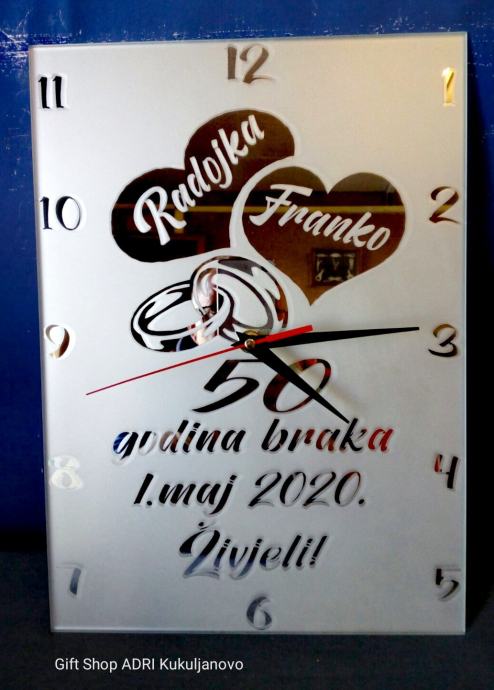 12
11
1
Radojka
10
Franko
2
9
3
50
godina braka
8
4
1.maj 2020.
Živjeli!
7
5
6
Gift Shop ADRI Kukuljanovo